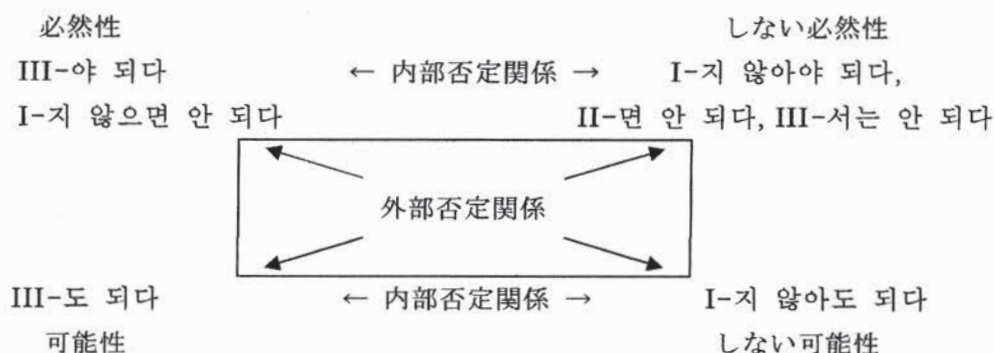 必然性 しない必然性
III-야 되다 ← 内部否定関係 → I-지 않아야 되다,
I-지 않으면 안 되다 II-면 안 되다, III-서는 안 되다
外部否定関係
III-도 되다 ← 内部否定関係 → I-지 않아도 되다
可能性 しない可能性